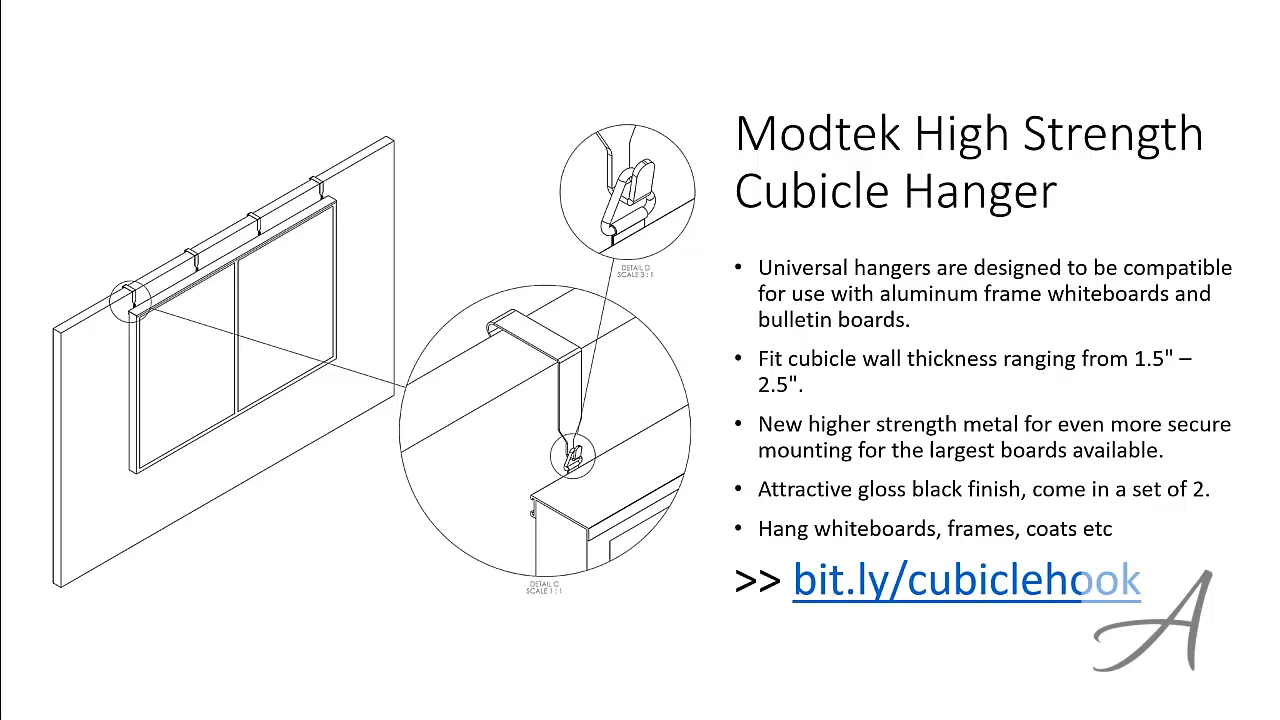 Modtek High Strength
Cubicle Hanger
• Universal hangers are designed to be compatible
for use with aluminum frame whiteboards and
bulletin boards.
• Fit cubicle wall thickness ranging from 1.5" –
2.5".
• New higher strength metal for even more secure
mounting for the largest boards available.
• Attractive gloss black finish, come in a set of 2.
• Hang whiteboards, frames, coats etc
>> bit.ly/cubiclehook
A
DETAIL D
SCALE 3 : 1
DETAIL C
SCALE 1 : 1